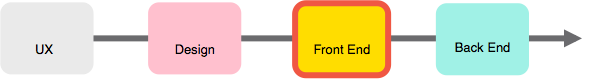 UX
Design
Front End
Back End